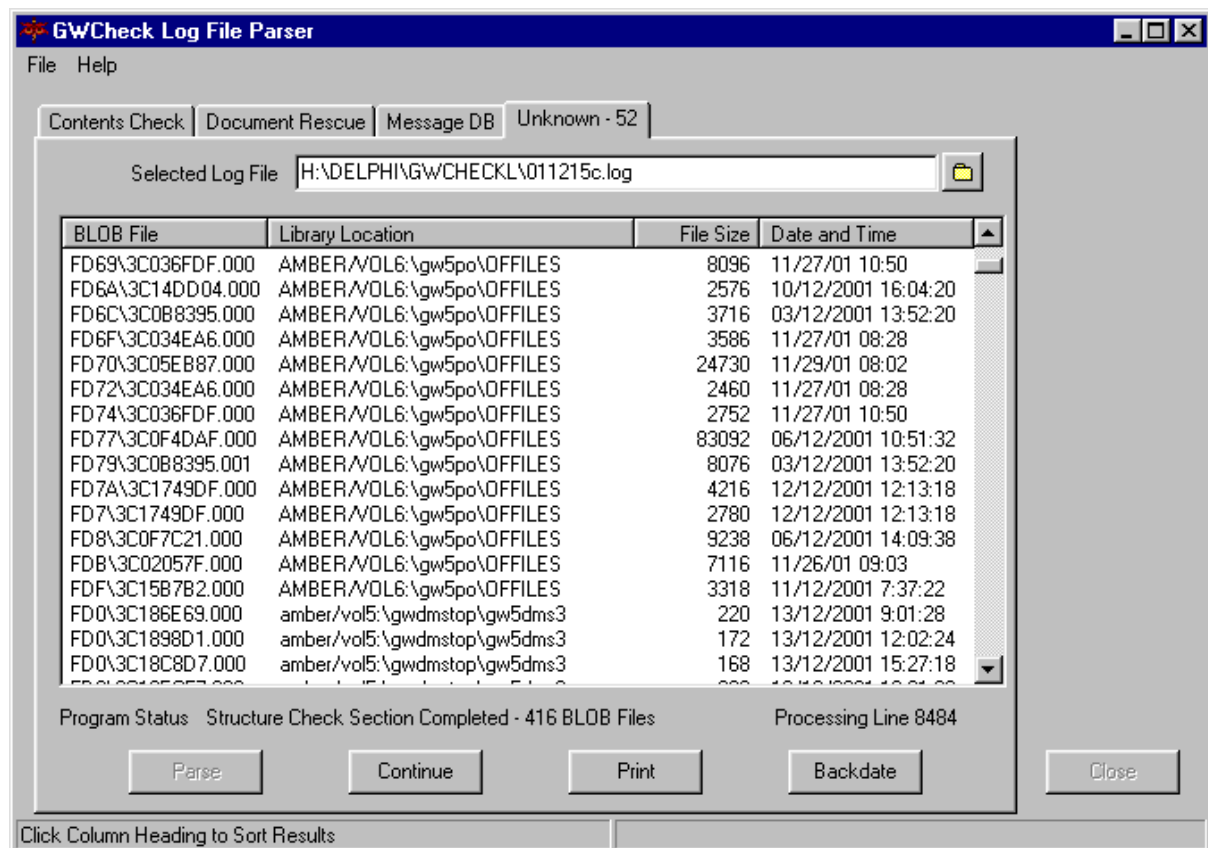 GWCheck Log File Parser
File Help
Contents Check Document Rescue Message DB Unknown - 52
Selected Log File H:\DELPHI\GWCHECKL\011215c.log
BLOB File Library Location File Size Date and Time
FD69\3C036FDF.000 AMBER/VOL6:\gw5po\OFFILES 8096 11/27/01 10:50
FD6A\3C14DD04.000 AMBER/VOL6:\gw5po\OFFILES 2576 10/12/2001 16:04:20
FD6C\3C0B8395.000 AMBER/VOL6:\gw5po\OFFILES 3716 03/12/2001 13:52:20
FD6F\3C034EA6.000 AMBER/VOL6:\gw5po\OFFILES 3586 11/27/01 08:28
FD70\3C05EB87.000 AMBER/VOL6:\gw5po\OFFILES 24730 11/29/01 08:02
FD72\3C034EA6.000 AMBER/VOL6:\gw5po\OFFILES 2460 11/27/01 08:28
FD74\3C036FDF.000 AMBER/VOL6:\gw5po\OFFILES 2752 11/27/01 10:50
FD77\3C0F4DAF.000 AMBER/VOL6:\gw5po\OFFILES 83092 06/12/2001 10:51:32
FD79\3C0B8395.001 AMBER/VOL6:\gw5po\OFFILES 8076 03/12/2001 13:52:20
FD7A\3C1749DF.000 AMBER/VOL6:\gw5po\OFFILES 4216 12/12/2001 12:13:18
FD7\3C1749DF.000 AMBER/VOL6:\gw5po\OFFILES 2780 12/12/2001 12:13:18
FD8\3C0F7C21.000 AMBER/VOL6:\gw5po\OFFILES 9238 06/12/2001 14:09:38
FDB\3C02057F.000 AMBER/VOL6:\gw5po\OFFILES 7116 11/26/01 09:03
FDF\3C15B7B2.000 AMBER/VOL6:\gw5po\OFFILES 3318 11/12/2001 7:37:22
FD0\3C186E69.000 amber/vol5:\gwdmstop\gw5dms3 220 13/12/2001 9:01:28
FD0\3C1898D1.000 amber/vol5:\gwdmstop\gw5dms3 172 13/12/2001 12:02:24
FD0\3C18C8D7.000 amber/vol5:\gwdmstop\gw5dms3 168 13/12/2001 15:27:18
Program Status Structure Check Section Completed - 416 BLOB Files Processing Line 8484
Parse Continue Print Backdate Close
Click Column Heading to Sort Results